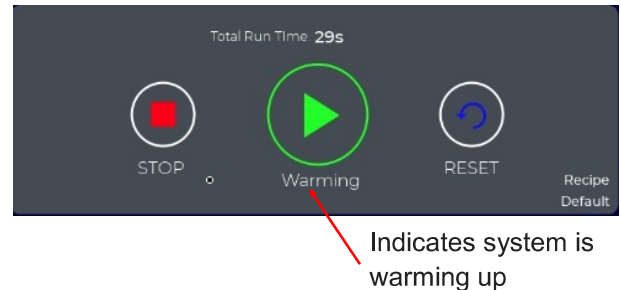 Total Run TIme: 29s
STOP
Warming
RESET
Recipe
Default
Indicates system is
warming up